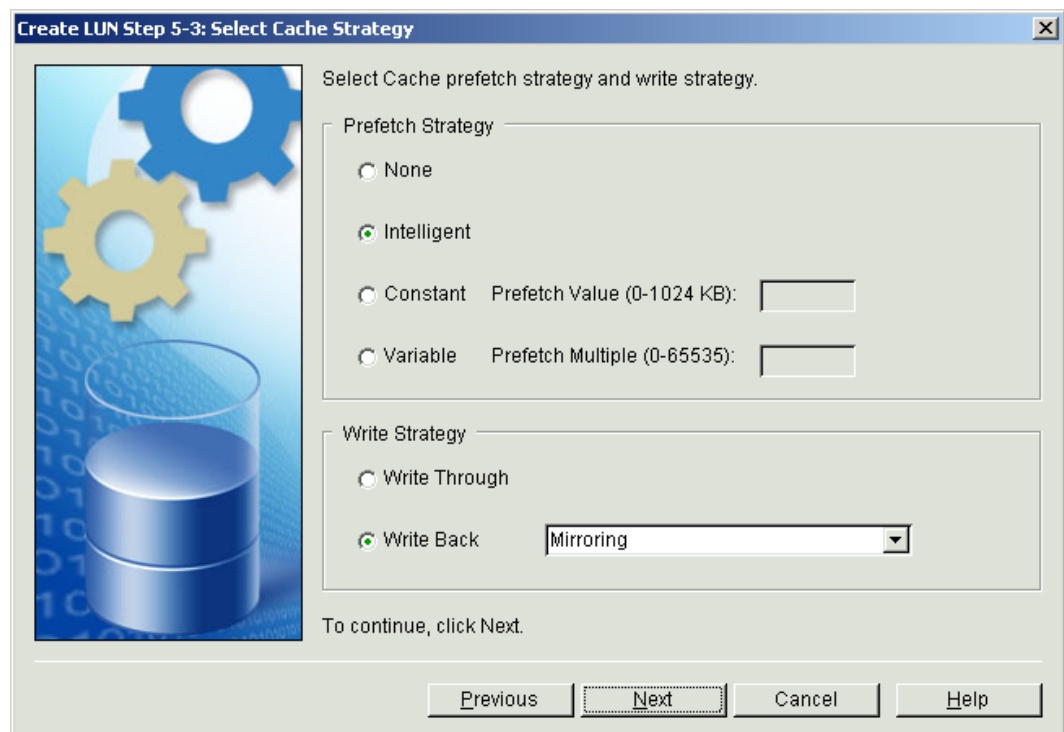 Create LUN Step 5-3: Select Cache Strategy
Select Cache prefetch strategy and write strategy.
Prefetch Strategy
None
Intelligent
Constant Prefetch Value (0-1024 KB):
Variable Prefetch Multiple (0-65535):
Write Strategy
Write Through
Write Back Mirroring
To continue, click Next.
Previous Next Cancel Help